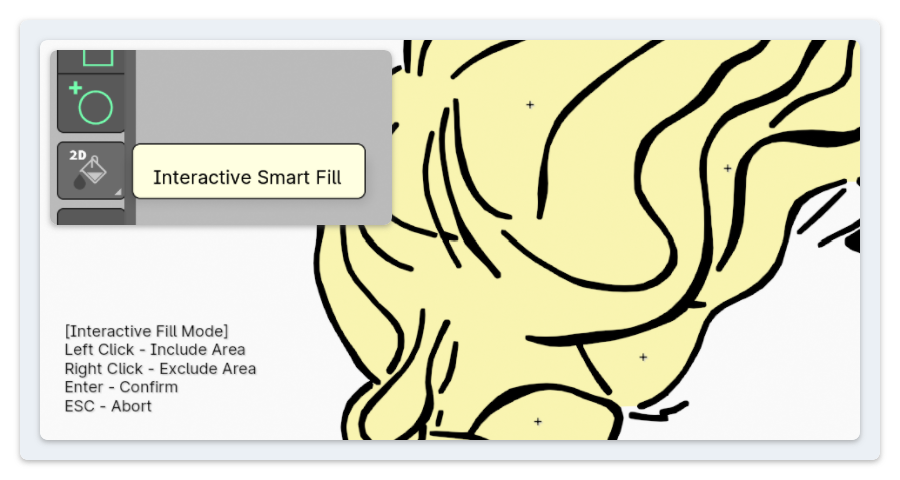 2D
Interactive Smart Fill
[Interactive Fill Mode]
Left Click - Include Area
Right Click - Exclude Area
Enter - Confirm
ESC - Abort